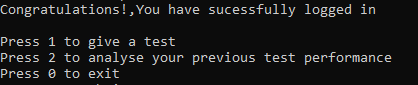 Congratulations!,You have sucessfully logged in
Press 1 to give a test
Press 2 to analyse your previous test performance
Press 0 to exit